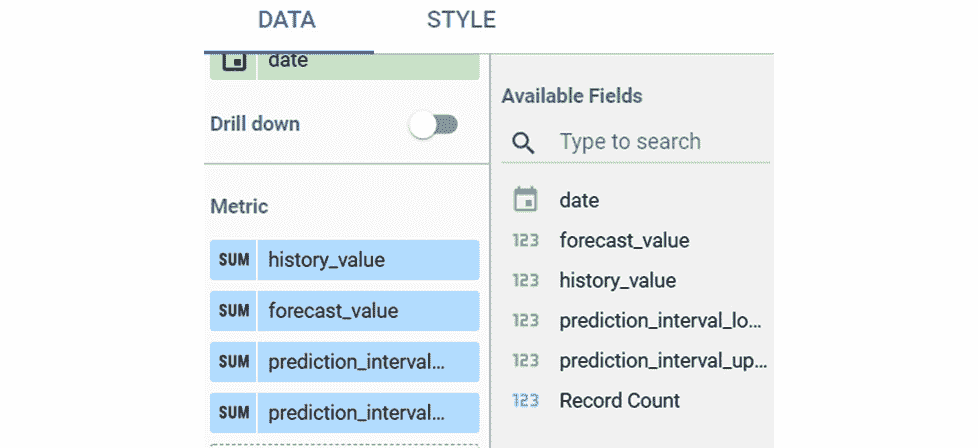 DATA STYLE
date
Drill down
Metric
SUM history_value
SUM forecast_value
SUM prediction_interval...
SUM prediction_interval...
Available Fields
Type to search
date
123 forecast_value
123 history_value
123 prediction_interval_lo...
123 prediction_interval_up...
123 Record Count